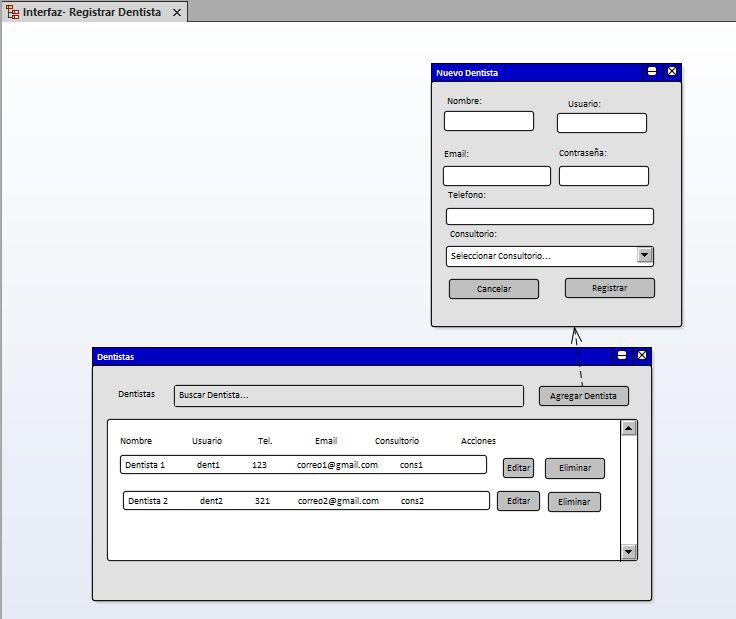 Interfaz- Registrar Dentista
Nuevo Dentista
Nombre: Usuario:
Email: Contraseña:
Telefono:
Consultorio:
Seleccionar Consultorio...
Cancelar Registrar
Dentistas
Dentistas Buscar Dentista... Agregar Dentista
Nombre Usuario Tel. Email Consultorio Acciones
Dentista 1 dent1 123 correo1@gmail.com cons1 Editar Eliminar
Dentista 2 dent2 321 correo2@gmail.com cons2 Editar Eliminar